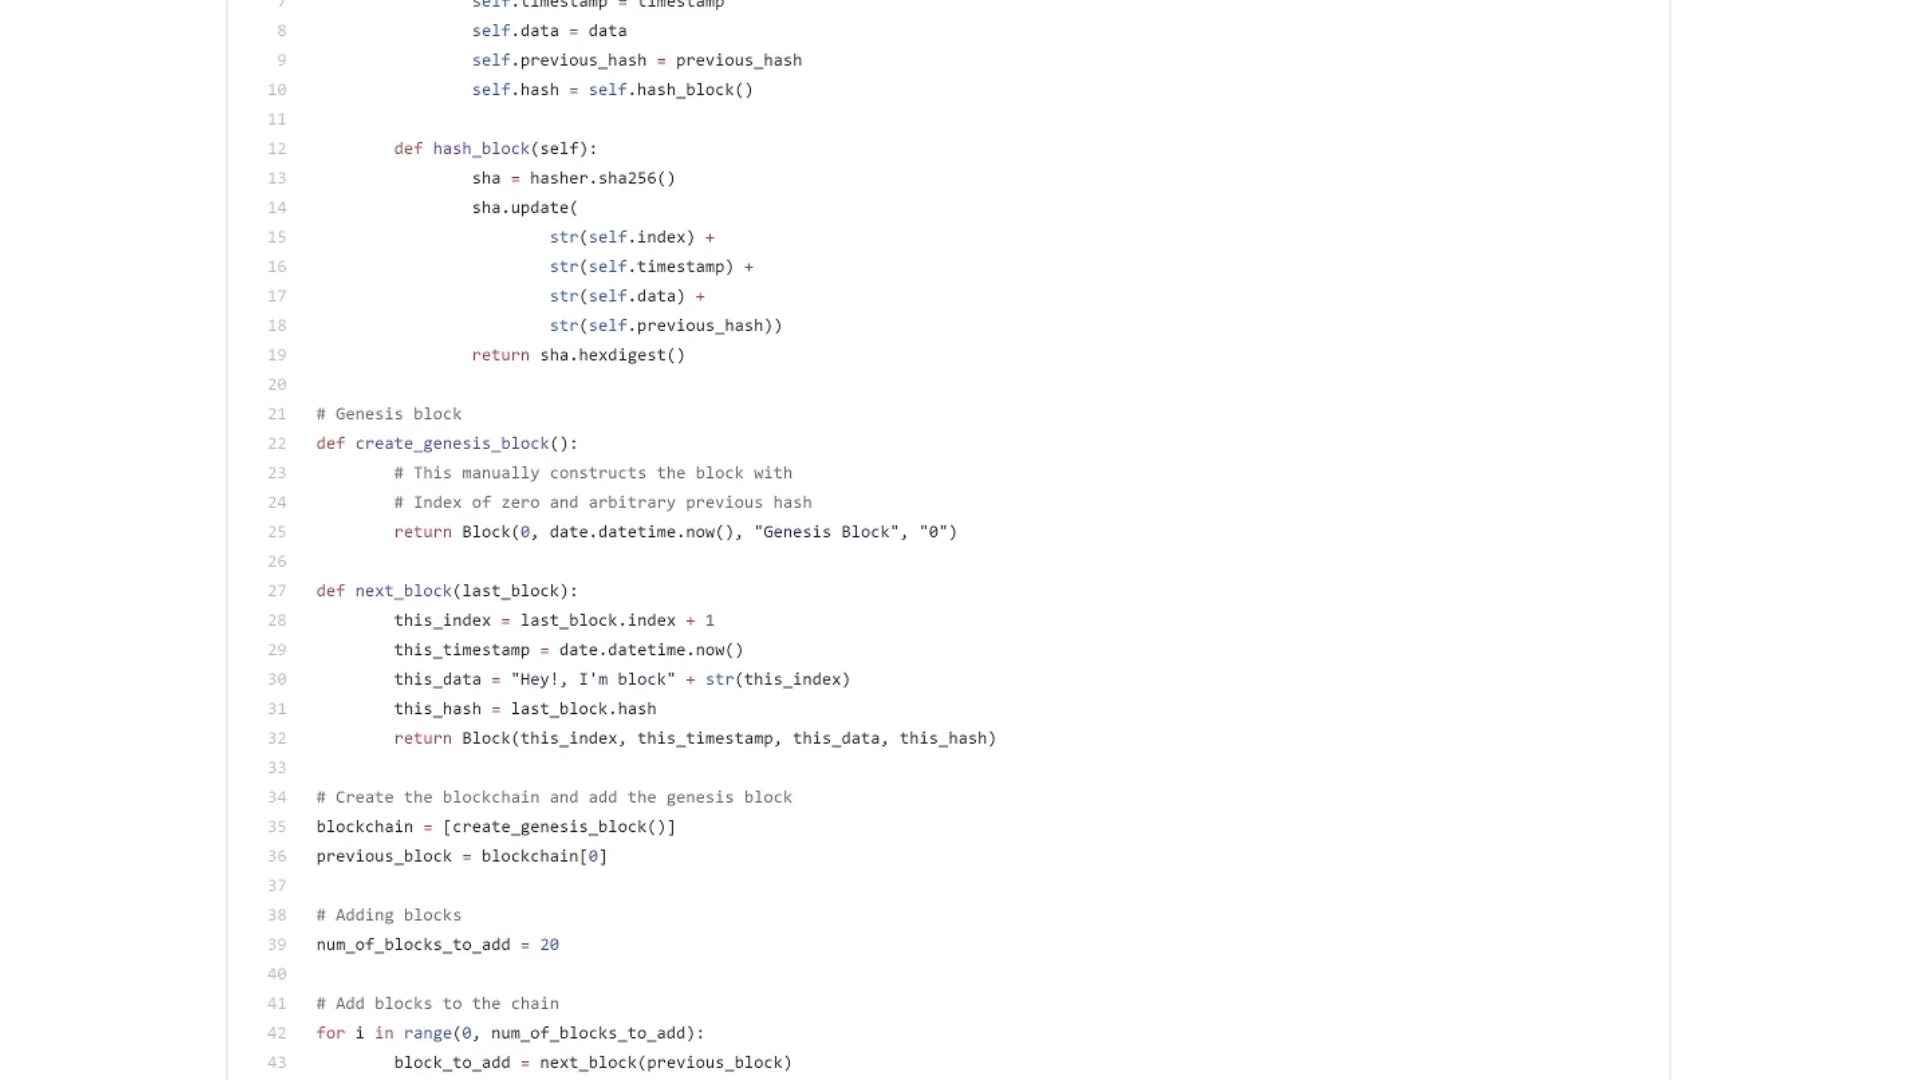 7 self.timestamp = timestamp
8 self.data = data
9 self.previous_hash = previous_hash
10 self.hash = self.hash_block()
11
12 def hash_block(self):
13 sha = hasher.sha256()
14 sha.update(
15 str(self.index) +
16 str(self.timestamp) +
17 str(self.data) +
18 str(self.previous_hash))
19 return sha.hexdigest()
20
21 # Genesis block
22 def create_genesis_block():
23 # This manually constructs the block with
24 # Index of zero and arbitrary previous hash
25 return Block(0, date.datetime.now(), "Genesis Block", "0")
26
27 def next_block(last_block):
28 this_index = last_block.index + 1
29 this_timestamp = date.datetime.now()
30 this_data = "Hey!, I'm block" + str(this_index)
31 this_hash = last_block.hash
32 return Block(this_index, this_timestamp, this_data, this_hash)
33
34 # Create the blockchain and add the genesis block
35 blockchain = [create_genesis_block()]
36 previous_block = blockchain[0]
37
38 # Adding blocks
39 num_of_blocks_to_add = 20
40
41 # Add blocks to the chain
42 for i in range(0, num_of_blocks_to_add):
43 block_to_add = next_block(previous_block)